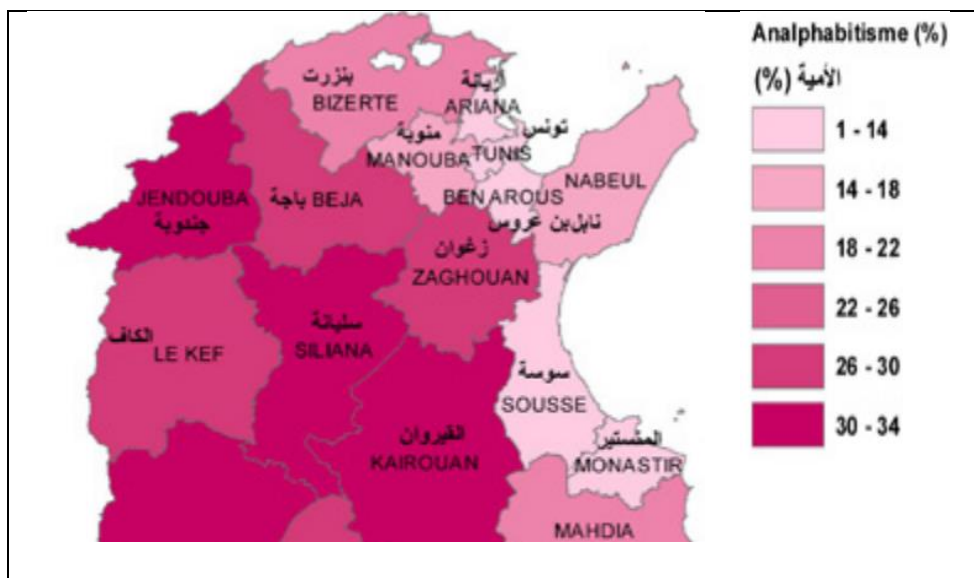 Analphabitisme (%)
الأمية (%)
1 - 14
14 - 18
18 - 22
22 - 26
26 - 30
30 - 34
بنزرت
BIZERTE
أريانة
ARIANA
منوبة
MANOUBA
تونس
TUNIS
BEN AROUS
بن عروس
NABEUL
نابل
JENDOUBA
جندوبة
باجة BEJA
زغوان
ZAGHOUAN
الكاف
LE KEF
سليانة
SILIANA
سوسة
SOUSSE
القيروان
KAIROUAN
المنستير
MONASTIR
MAHDIA